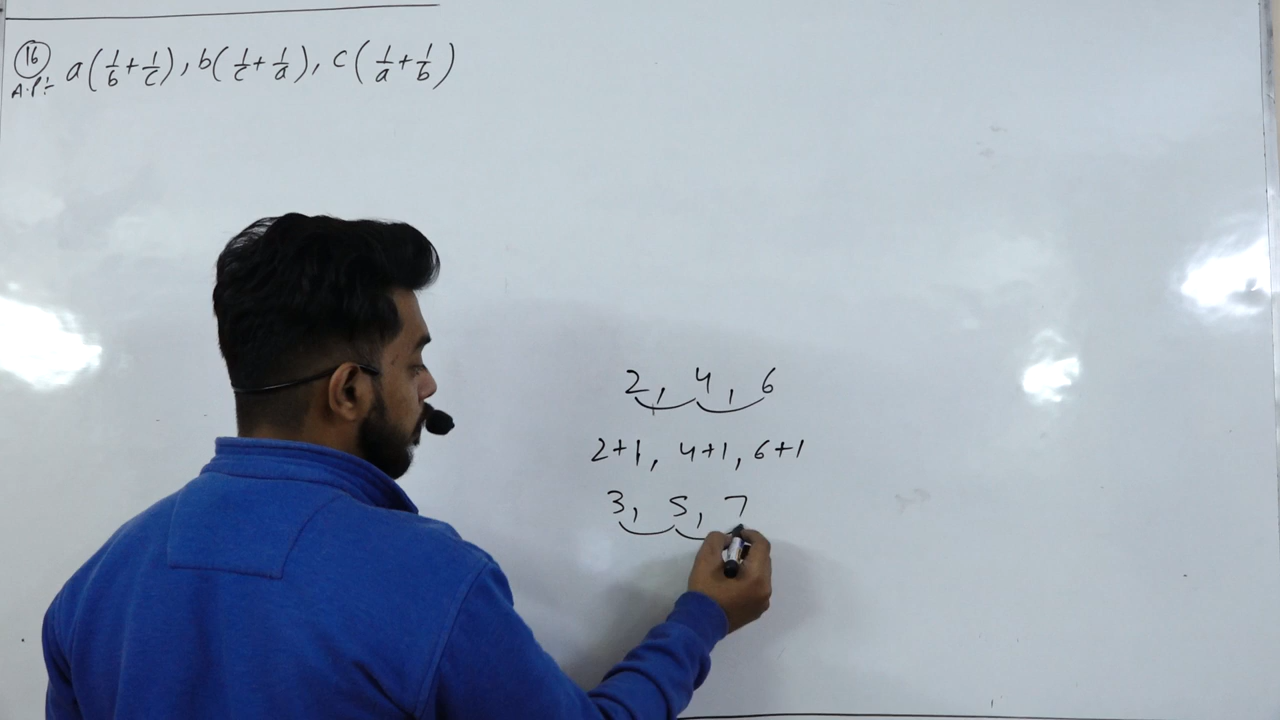 16 a(1/b + 1/c), b(1/c + 1/a), c(1/a + 1/b)
A.P:-
2, 4, 6
2+1, 4+1, 6+1
3, 5, 7